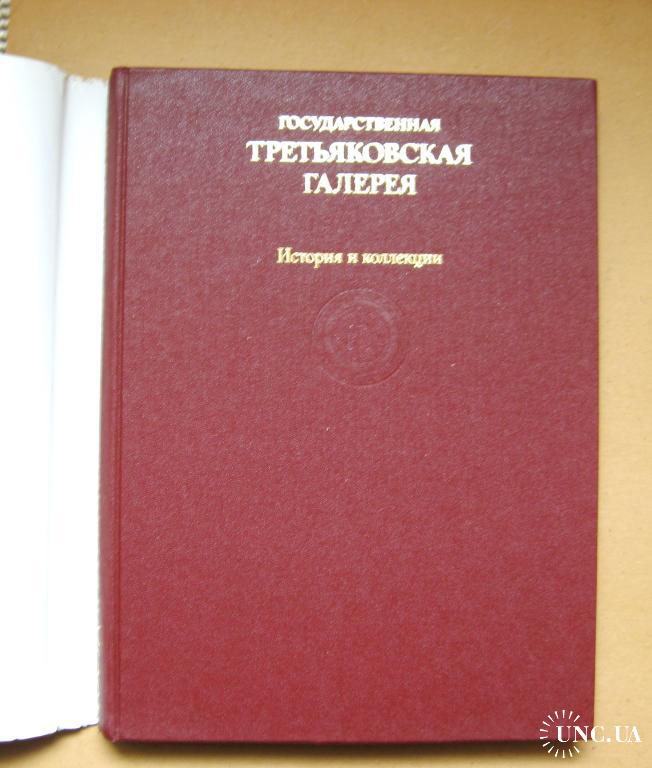 ГОСУДАРСТВЕННАЯ
ТРЕТЬЯКОВСКАЯ
ГАЛЕРЕЯ
История и коллекции
UNC.UA